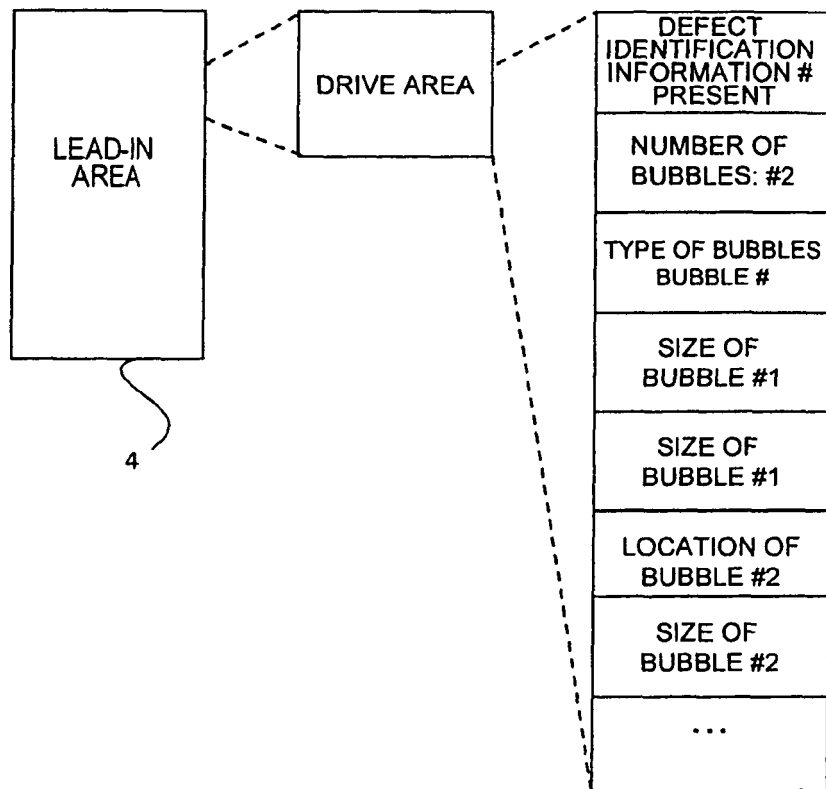 LEAD-IN
AREA
4
DRIVE AREA
DEFECT
IDENTIFICATION
INFORMATION #
PRESENT
NUMBER OF
BUBBLES: #2
TYPE OF BUBBLES
BUBBLE #
SIZE OF
BUBBLE #1
SIZE OF
BUBBLE #1
LOCATION OF
BUBBLE #2
SIZE OF
BUBBLE #2
...